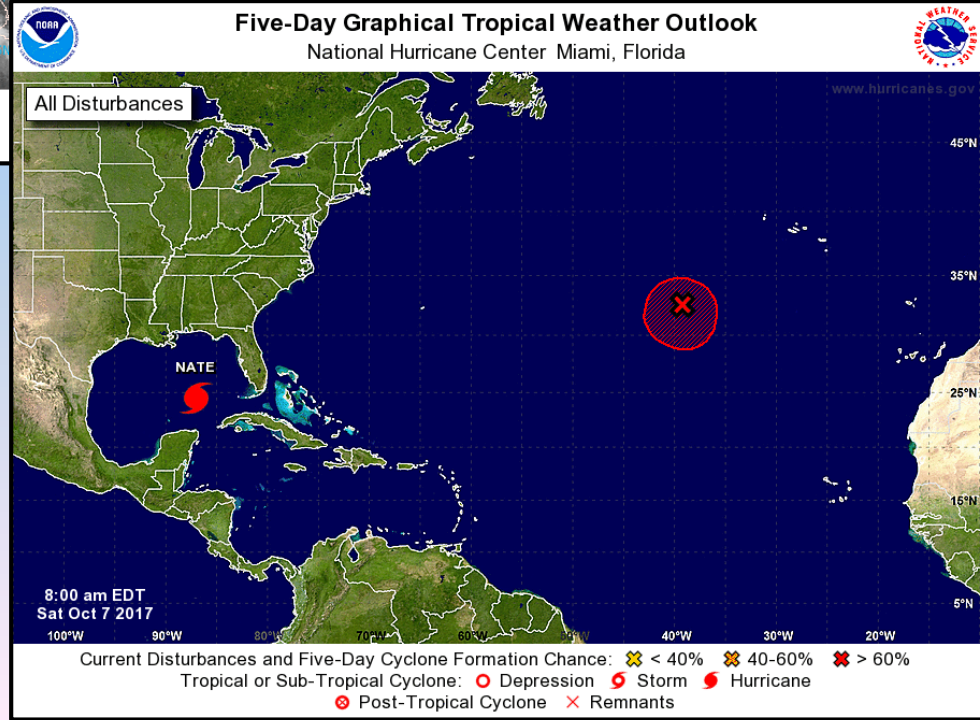 Five-Day Graphical Tropical Weather Outlook
National Hurricane Center Miami, Florida
NOAA
www.hurricanes.gov
All Disturbances
45°N
35°N
NATE
25°N
15°N
8:00 am EDT
Sat Oct 7 2017
5°N
100°W 90°W 80°W 70°W 60°W 50°W 40°W 30°W 20°W
Current Disturbances and Five-Day Cyclone Formation Chance: < 40% 40-60% > 60%
Tropical or Sub-Tropical Cyclone: Depression Storm Hurricane
Post-Tropical Cyclone Remnants